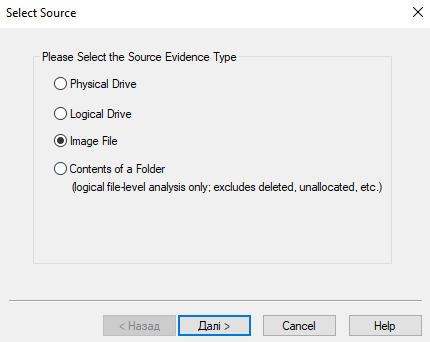 Select Source
Please Select the Source Evidence Type
Physical Drive
Logical Drive
Image File
Contents of a Folder
(logical file-level analysis only; excludes deleted, unallocated, etc.)
< Назад
Далі >
Cancel
Help